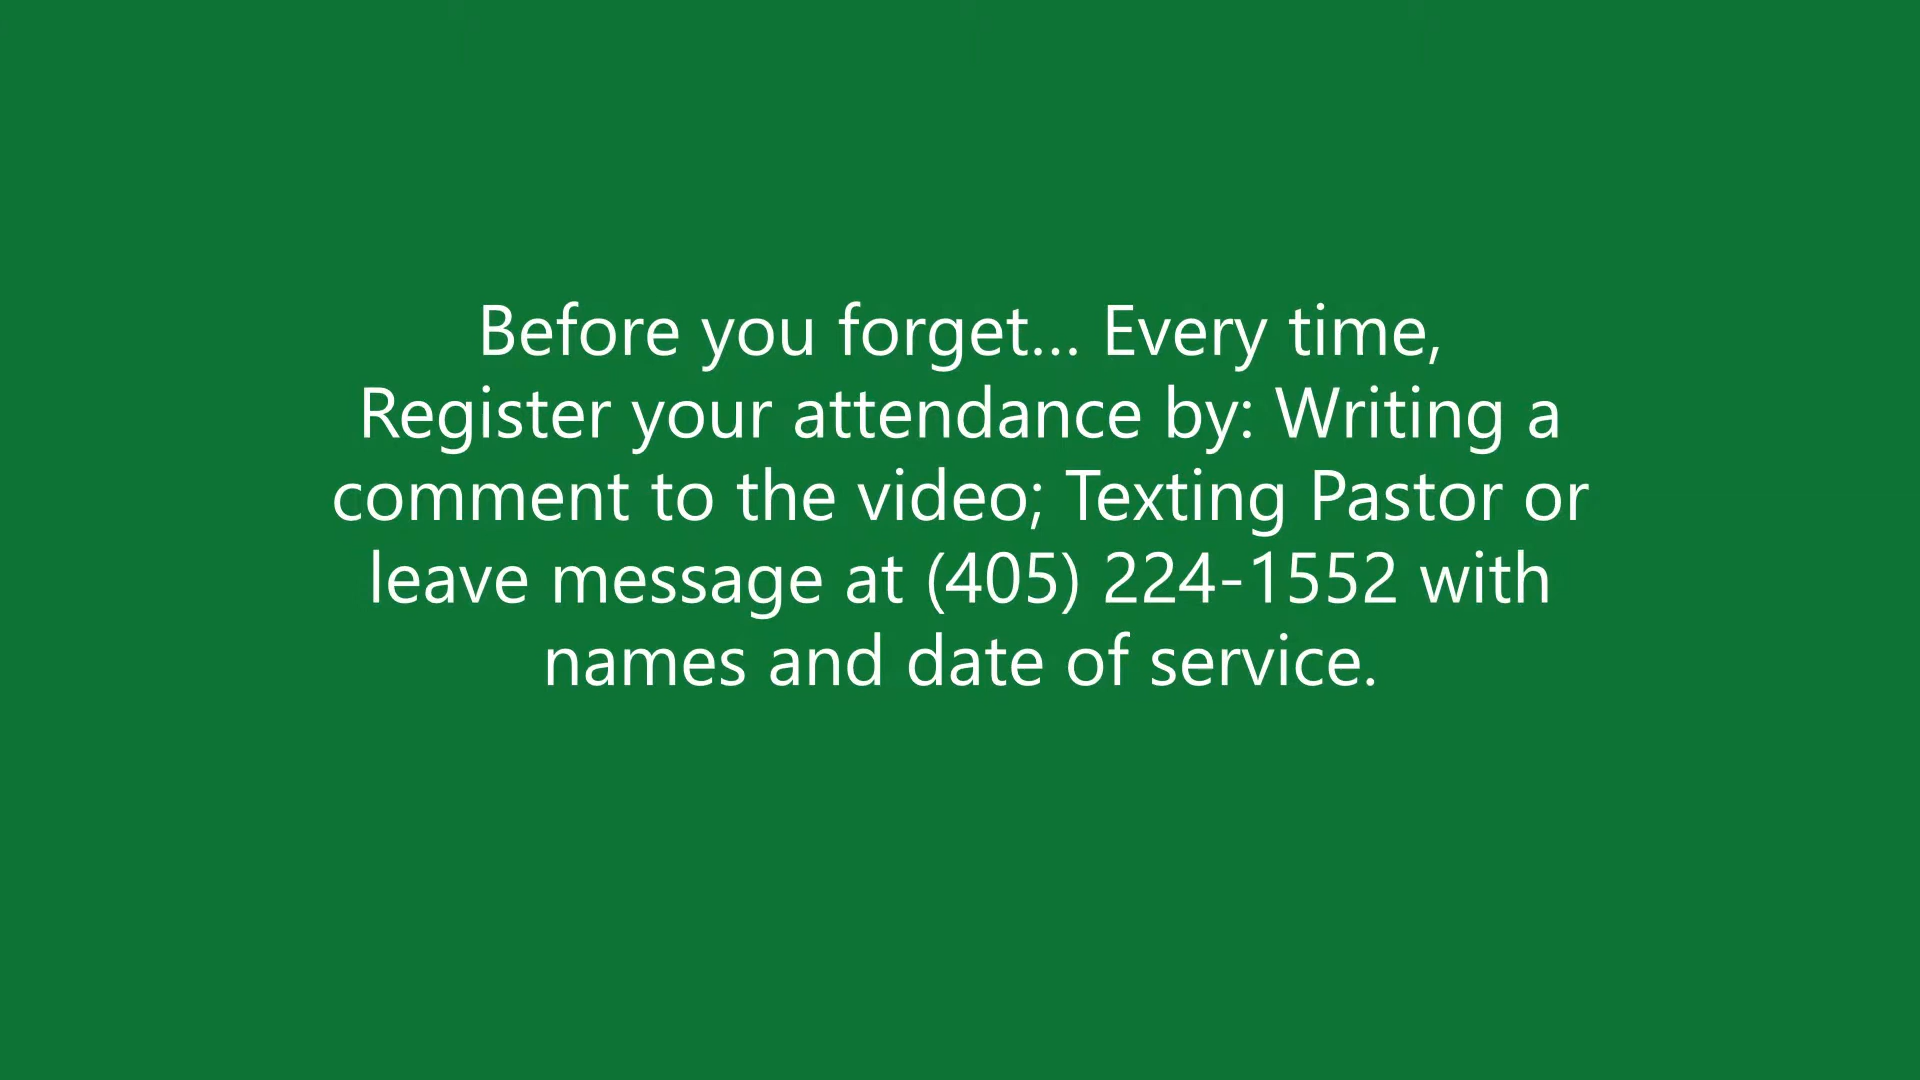 Before you forget... Every time,
Register your attendance by: Writing a
comment to the video; Texting Pastor or
leave message at (405) 224-1552 with
names and date of service.